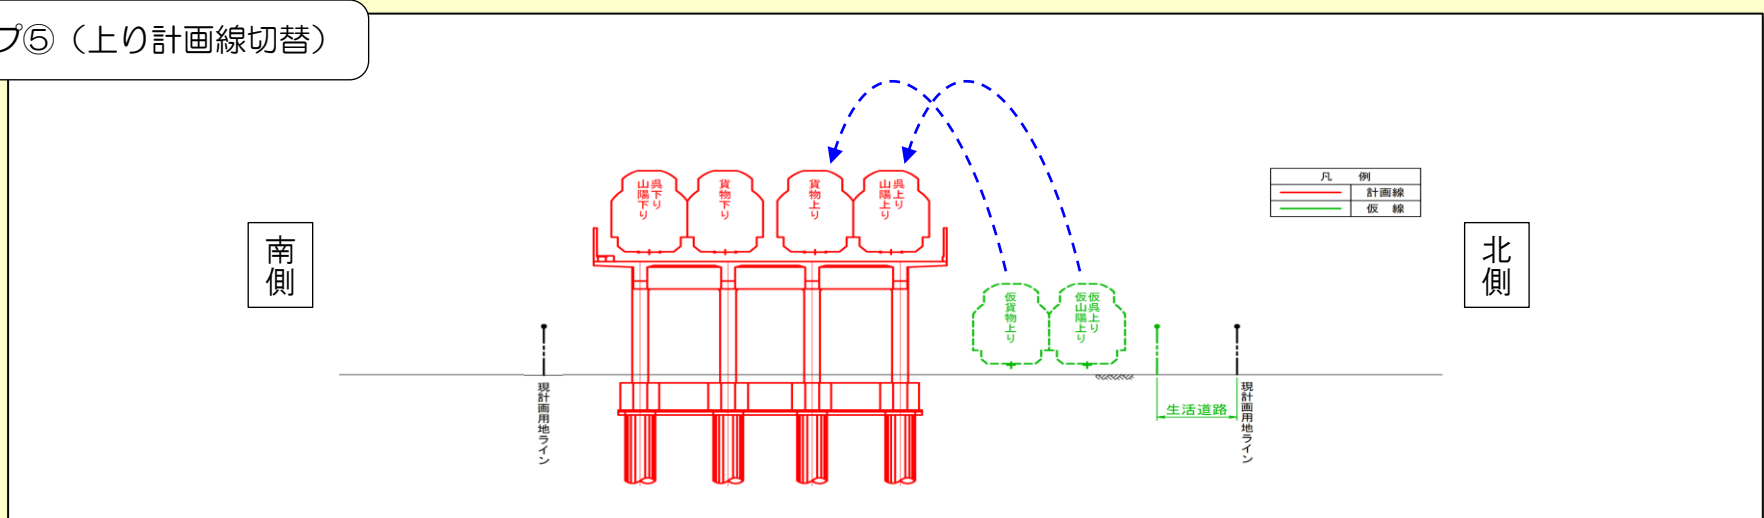 プ⑤（上り計画線切替）
南側
呉下り
山陽下り
貨物下り
貨物上り
呉上り
山陽上り
仮貨物上り
仮呉上り
仮山陽上り
凡 例
計画線
仮 線
北側
現計画用地ライン
生活道路
現計画用地ライン